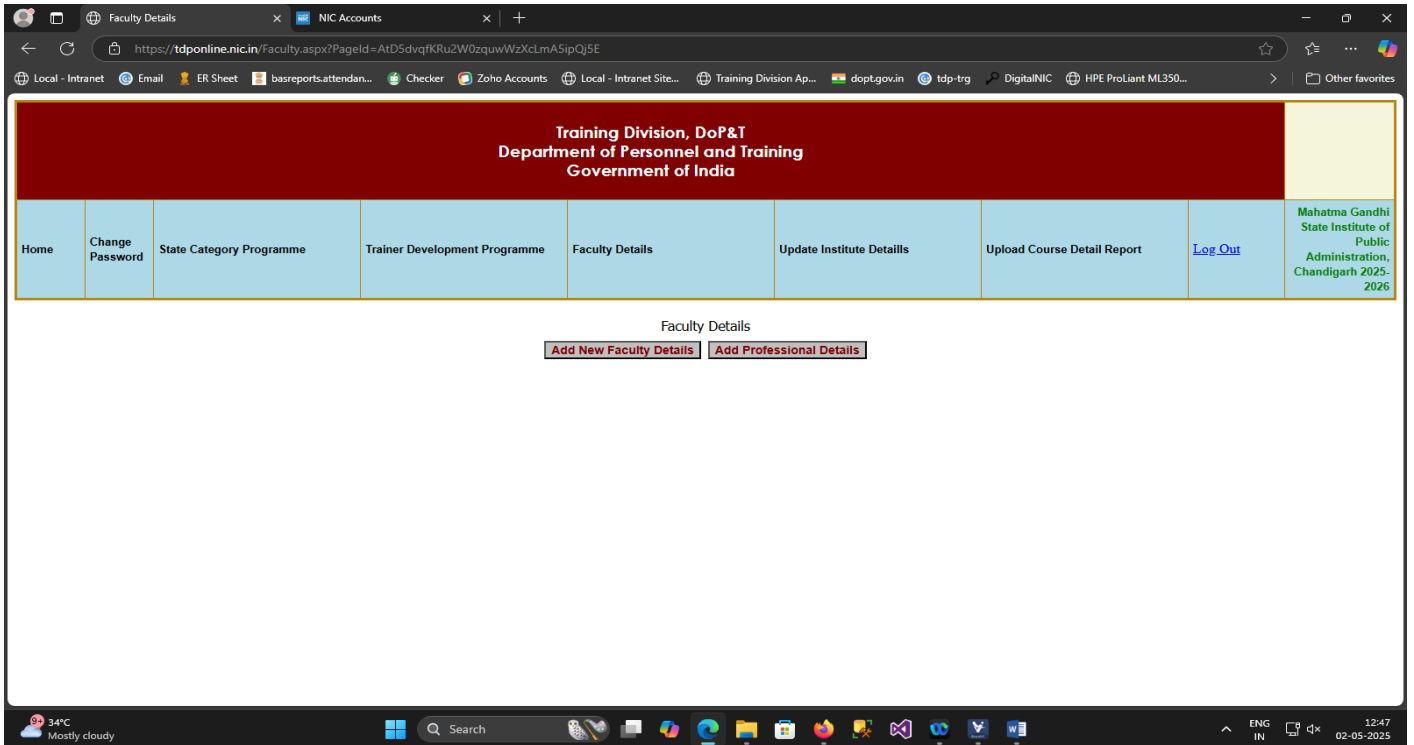 Faculty Details
NIC Accounts
https://tdponline.nic.in/Faculty.aspx?PageId=AtD5dvqfKRu2W0zquwWzXcLmA5ipQj5E
Local - Intranet
Email
ER Sheet
basreports.attendan...
Checker
Zoho Accounts
Local - Intranet Site...
Training Division Ap...
dopt.gov.in
tdp-trg
DigitalNIC
HPE ProLiant ML350...
Other favorites
Training Division, DoP&T
Department of Personnel and Training
Government of India
Home
Change
Password
State Category Programme
Trainer Development Programme
Faculty Details
Update Institute Detaills
Upload Course Detail Report
Log Out
Mahatma Gandhi
State Institute of
Public
Administration,
Chandigarh 2025-
2026
Faculty Details
Add New Faculty Details
Add Professional Details
9+
34°C
Mostly cloudy
Search
ENG
IN
12:47
02-05-2025